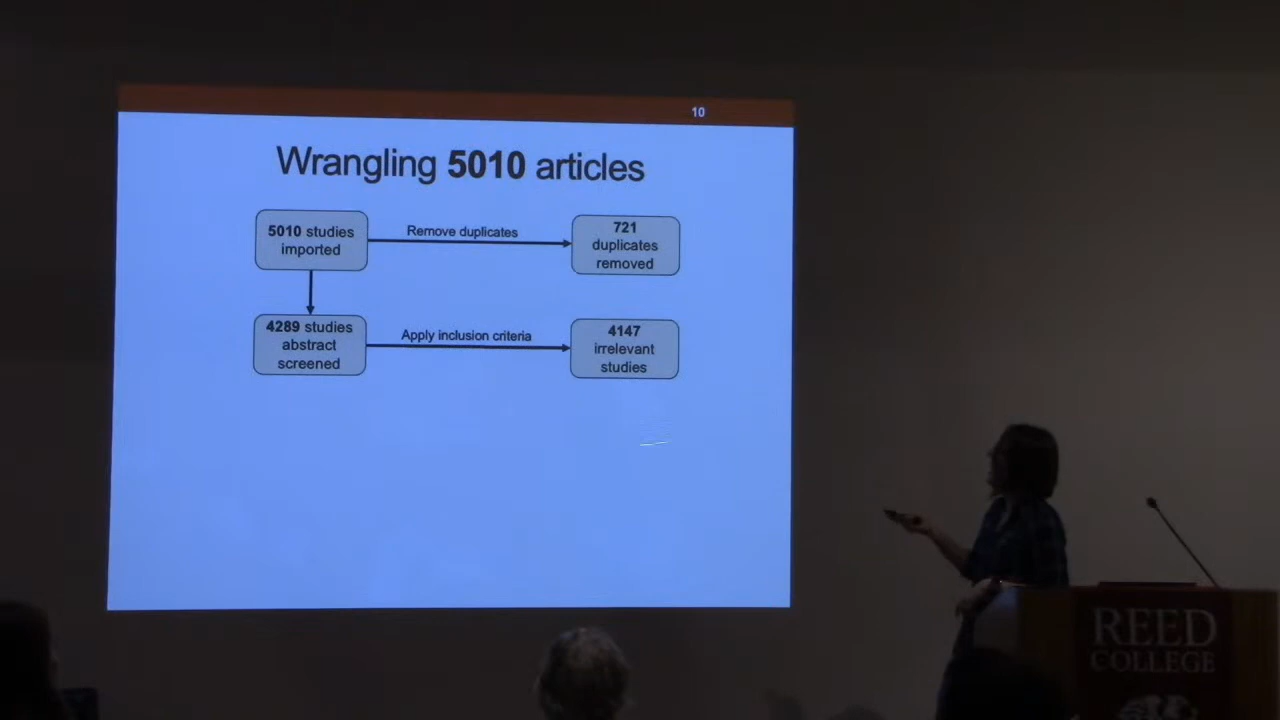 10
Wrangling 5010 articles
5010 studies
imported
Remove duplicates
721
duplicates
removed
4289 studies
abstract
screened
Apply inclusion criteria
4147
irrelevant
studies
REED
COLLEGE